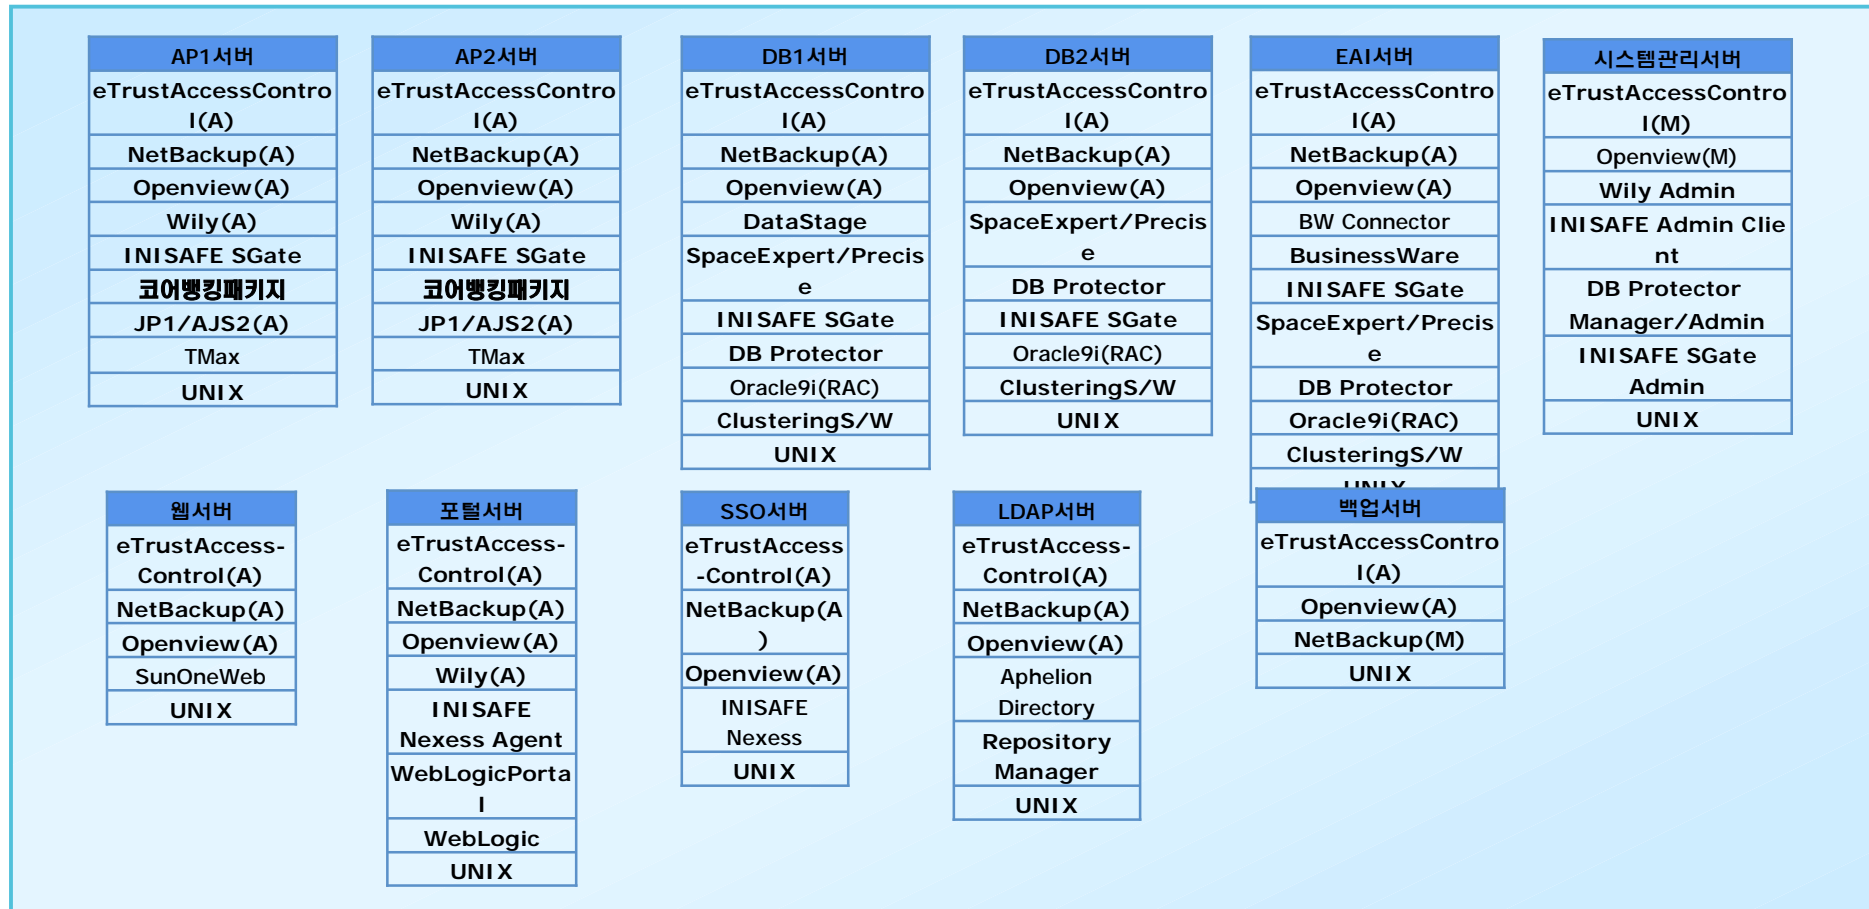 AP1서버
eTrustAccessContro
l(A)
NetBackup(A)
Openview(A)
Wily(A)
INISAFE SGate
코어뱅킹패키지
JP1/AJS2(A)
TMax
UNIX
AP2서버
eTrustAccessContro
l(A)
NetBackup(A)
Openview(A)
Wily(A)
INISAFE SGate
코어뱅킹패키지
JP1/AJS2(A)
TMax
UNIX
DB1서버
eTrustAccessContro
l(A)
NetBackup(A)
Openview(A)
DataStage
SpaceExpert/Precis
e
INISAFE SGate
DB Protector
Oracle9i(RAC)
ClusteringS/W
UNIX
DB2서버
eTrustAccessContro
l(A)
NetBackup(A)
Openview(A)
SpaceExpert/Precis
e
DB Protector
INISAFE SGate
Oracle9i(RAC)
ClusteringS/W
UNIX
EAI서버
eTrustAccessContro
l(A)
NetBackup(A)
Openview(A)
BW Connector
BusinessWare
INISAFE SGate
SpaceExpert/Precis
e
DB Protector
Oracle9i(RAC)
ClusteringS/W
UNIX
시스템관리서버
eTrustAccessContro
l(M)
Openview(M)
Wily Admin
INISAFE Admin Clie
nt
DB Protector
Manager/Admin
INISAFE SGate
Admin
UNIX
웹서버
eTrustAccess-
Control(A)
NetBackup(A)
Openview(A)
SunOneWeb
UNIX
포털서버
eTrustAccess-
Control(A)
NetBackup(A)
Openview(A)
Wily(A)
INISAFE
Nexess Agent
WebLogicPorta
l
WebLogic
UNIX
SSO서버
eTrustAccess
-Control(A)
NetBackup(A
)
Openview(A)
INISAFE
Nexess
UNIX
LDAP서버
eTrustAccess-
Control(A)
NetBackup(A)
Openview(A)
Aphelion
Directory
Repository
Manager
UNIX
백업서버
eTrustAccessContro
l(A)
Openview(A)
NetBackup(M)
UNIX